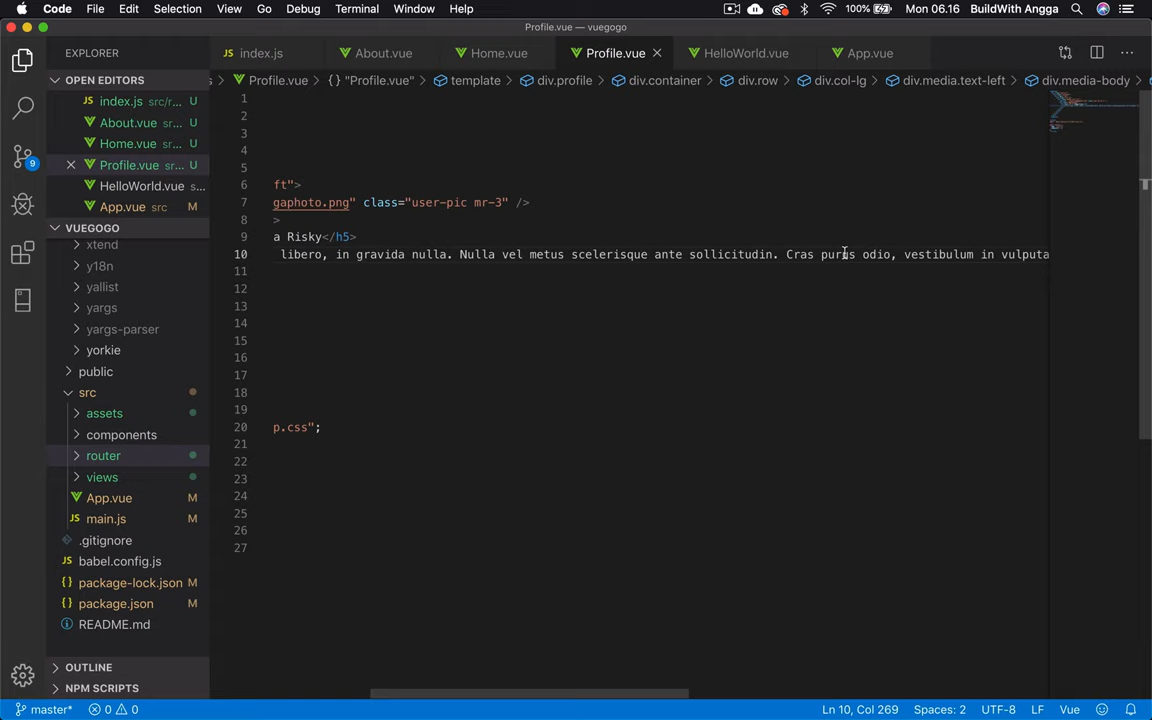 Code File Edit Selection View Go Debug Terminal Window Help 100% Mon 06.16 BuildWith Angga
Profile.vue — vuegogo
EXPLORER
index.js About.vue Home.vue Profile.vue HelloWorld.vue App.vue
OPEN EDITORS
s > Profile.vue > {} "Profile.vue" > template > div.profile > div.container > div.row > div.col-lg > div.media.text-left > div.media-body >
index.js src/r... U
About.vue sr... U
Home.vue sr... U
Profile.vue sr... U
HelloWorld.vue s...
App.vue src M
VUEGOGO
xtend
y18n
yallist
yargs
yargs-parser
yorkie
public
src
assets
components
router
views
App.vue M
main.js M
.gitignore
babel.config.js
package-lock.json M
package.json M
README.md
OUTLINE
NPM SCRIPTS
1
2
3
4
5
6 ft">
7 gaphoto.png" class="user-pic mr-3" />
8 >
9 a Risky</h5>
10 libero, in gravida nulla. Nulla vel metus scelerisque ante sollicitudin. Cras purus odio, vestibulum in vulputa
11
12
13
14
15
16
17
18
19
20 p.css";
21
22
23
24
25
26
27
9
master* 0 0 Ln 10, Col 269 Spaces: 2 UTF-8 LF Vue